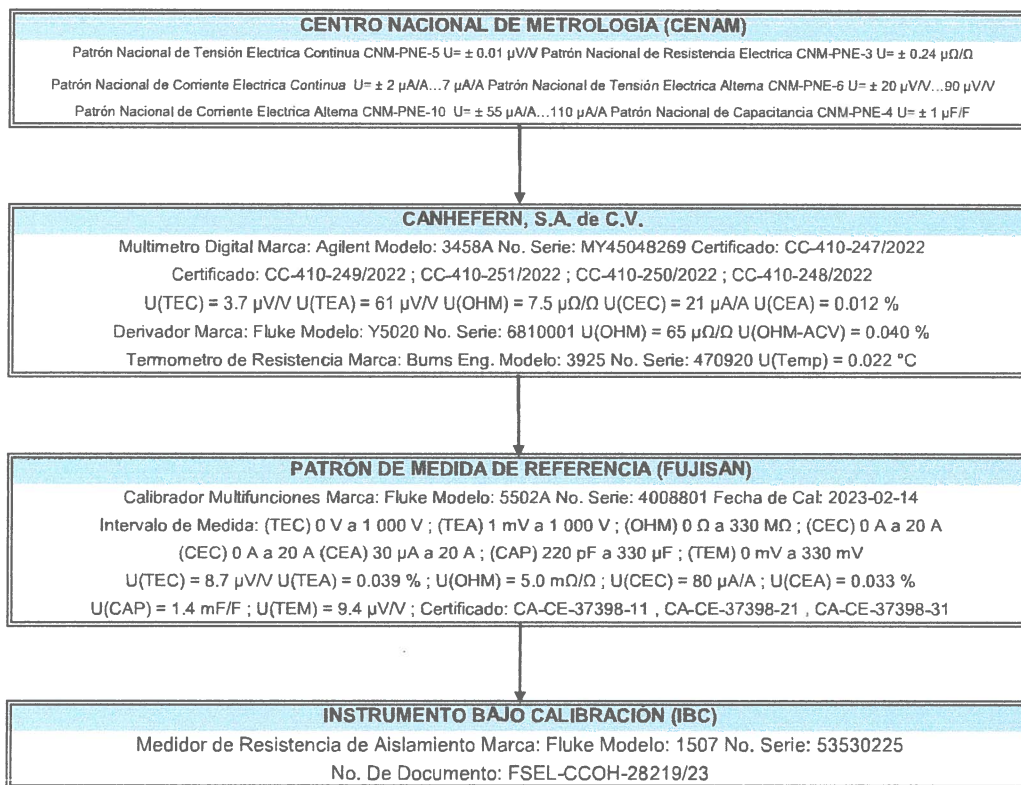 CENTRO NACIONAL DE METROLOGIA (CENAM)
Patrón Nacional de Tensión Electrica Continua CNM-PNE-5 U= ± 0.01 µV/V Patrón Nacional de Resistencia Electrica CNM-PNE-3 U= ± 0.24 µΩ/Ω
Patrón Nacional de Corriente Electrica Continua U= ± 2 µA/A...7 µA/A Patrón Nacional de Tensión Electrica Alterna CNM-PNE-6 U= ± 20 µV/V...90 µV/V
Patrón Nacional de Corriente Electrica Alterna CNM-PNE-10 U= ± 55 µA/A...110 µA/A Patrón Nacional de Capacitancia CNM-PNE-4 U= ± 1 µF/F
CANHEFERN, S.A. de C.V.
Multimetro Digital Marca: Agilent Modelo: 3458A No. Serie: MY45048269 Certificado: CC-410-247/2022
Certificado: CC-410-249/2022 ; CC-410-251/2022 ; CC-410-250/2022 ; CC-410-248/2022
U(TEC) = 3.7 µV/V U(TEA) = 61 µV/V U(OHM) = 7.5 µΩ/Ω U(CEC) = 21 µA/A U(CEA) = 0.012 %
Derivador Marca: Fluke Modelo: Y5020 No. Serie: 6810001 U(OHM) = 65 µΩ/Ω U(OHM-ACV) = 0.040 %
Termometro de Resistencia Marca: Burns Eng. Modelo: 3925 No. Serie: 470920 U(Temp) = 0.022 °C
PATRÓN DE MEDIDA DE REFERENCIA (FUJISAN)
Calibrador Multifunciones Marca: Fluke Modelo: 5502A No. Serie: 4008801 Fecha de Cal: 2023-02-14
Intervalo de Medida: (TEC) 0 V a 1 000 V ; (TEA) 1 mV a 1 000 V ; (OHM) 0 Ω a 330 MΩ ; (CEC) 0 A a 20 A
(CEC) 0 A a 20 A (CEA) 30 µA a 20 A ; (CAP) 220 pF a 330 µF ; (TEM) 0 mV a 330 mV
U(TEC) = 8.7 µV/V U(TEA) = 0.039 % ; U(OHM) = 5.0 mΩ/Ω ; U(CEC) = 80 µA/A ; U(CEA) = 0.033 %
U(CAP) = 1.4 mF/F ; U(TEM) = 9.4 µV/V ; Certificado: CA-CE-37398-11 , CA-CE-37398-21 , CA-CE-37398-31
INSTRUMENTO BAJO CALIBRACIÓN (IBC)
Medidor de Resistencia de Aislamiento Marca: Fluke Modelo: 1507 No. Serie: 53530225
No. De Documento: FSEL-CCOH-28219/23